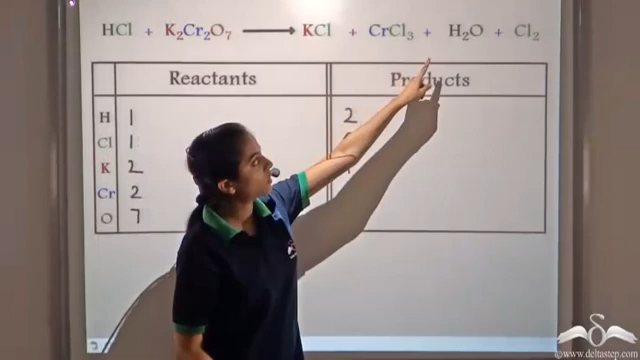 HCl + K₂Cr₂O₇ ⟶ KCl + CrCl₃ + H₂O + Cl₂
Reactants Products
H 1 2
Cl 1
K 2
Cr 2
O 7
©www.deltastep.com